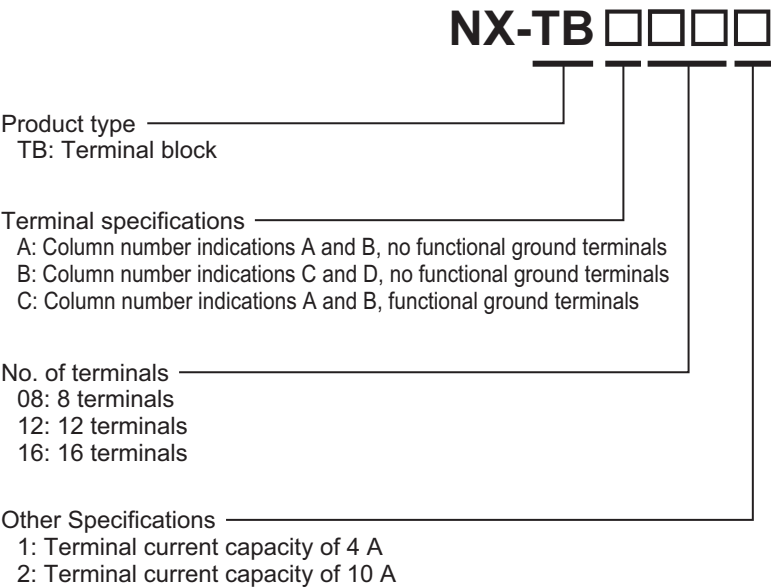 NX-TB□□□□
Product type
TB: Terminal block
Terminal specifications
A: Column number indications A and B, no functional ground terminals
B: Column number indications C and D, no functional ground terminals
C: Column number indications A and B, functional ground terminals
No. of terminals
08: 8 terminals
12: 12 terminals
16: 16 terminals
Other Specifications
1: Terminal current capacity of 4 A
2: Terminal current capacity of 10 A